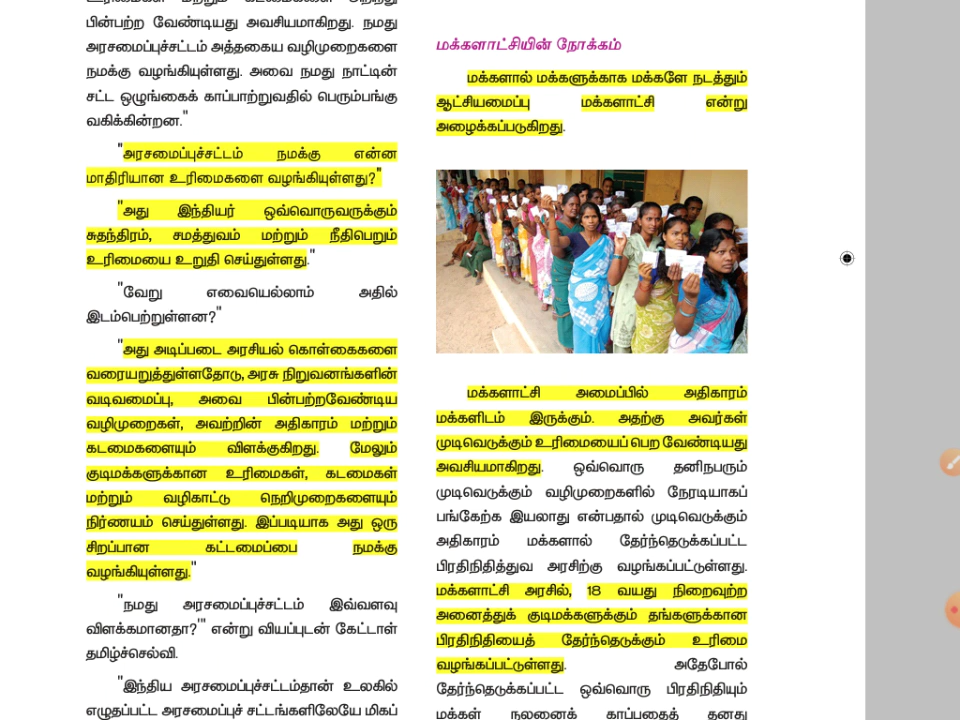 உரிமைகள் மற்றும் கடமைகளை அறிந்து
பின்பற்ற வேண்டியது அவசியமாகிறது. நமது
அரசமைப்புச்சட்டம் அத்தகைய வழிமுறைகளை
நமக்கு வழங்கியுள்ளது. அவை நமது நாட்டின்
சட்ட ஒழுங்கைக் காப்பாற்றுவதில் பெரும்பங்கு
வகிக்கின்றன."
"அரசமைப்புச்சட்டம் நமக்கு என்ன
மாதிரியான உரிமைகளை வழங்கியுள்ளது?"
"அது இந்தியர் ஒவ்வொருவருக்கும்
சுதந்திரம், சமத்துவம் மற்றும் நீதிபெறும்
உரிமையை உறுதி செய்துள்ளது."
"வேறு எவையெல்லாம் அதில்
இடம்பெற்றுள்ளன?"
"அது அடிப்படை அரசியல் கொள்கைகளை
வரையறுத்துள்ளதோடு, அரசு நிறுவனங்களின்
வடிவமைப்பு, அவை பின்பற்றவேண்டிய
வழிமுறைகள், அவற்றின் அதிகாரம் மற்றும்
கடமைகளையும் விளக்குகிறது. மேலும்
குடிமக்களுக்கான உரிமைகள், கடமைகள்
மற்றும் வழிகாட்டு நெறிமுறைகளையும்
நிர்ணயம் செய்துள்ளது. இப்படியாக அது ஒரு
சிறப்பான கட்டமைப்பை நமக்கு
வழங்கியுள்ளது."
"நமது அரசமைப்புச்சட்டம் இவ்வளவு
விளக்கமானதா?'" என்று வியப்புடன் கேட்டாள்
தமிழ்ச்செல்வி.
"இந்திய அரசமைப்புச்சட்டம்தான் உலகில்
எழுதப்பட்ட அரசமைப்புச் சட்டங்களிலேயே மிகப்
மக்களாட்சியின் நோக்கம்
மக்களால் மக்களுக்காக மக்களே நடத்தும்
ஆட்சியமைப்பு மக்களாட்சி என்று
அழைக்கப்படுகிறது.
மக்களாட்சி அமைப்பில் அதிகாரம்
மக்களிடம் இருக்கும். அதற்கு அவர்கள்
முடிவெடுக்கும் உரிமையைப் பெற வேண்டியது
அவசியமாகிறது. ஒவ்வொரு தனிநபரும்
முடிவெடுக்கும் வழிமுறைகளில் நேரடியாகப்
பங்கேற்க இயலாது என்பதால் முடிவெடுக்கும்
அதிகாரம் மக்களால் தேர்ந்தெடுக்கப்பட்ட
பிரதிநிதித்துவ அரசிற்கு வழங்கப்பட்டுள்ளது.
மக்களாட்சி அரசில், 18 வயது நிறைவுற்ற
அனைத்துக் குடிமக்களுக்கும் தங்களுக்கான
பிரதிநிதியைத் தேர்ந்தெடுக்கும் உரிமை
வழங்கப்பட்டுள்ளது. அதேபோல்
தேர்ந்தெடுக்கப்பட்ட ஒவ்வொரு பிரதிநிதியும்
மக்கள் நலனைக் காப்பதைத் தனது